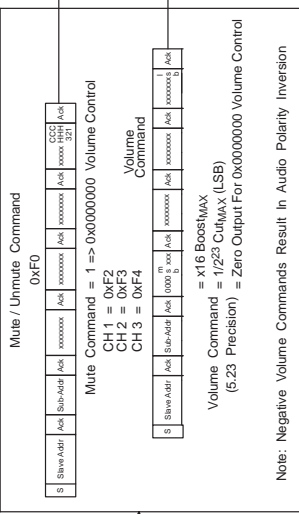 Mute / Unmute Command
0xF0
S Slave Addr Ack Sub-Addr Ack xxxxxxxx Ack xxxxxxxx Ack xxxxxxxx Ack xxxxx CCC HHH 321 Ack
Mute Command = 1 => 0x0000000 Volume Control
CH 1 = 0xF2
CH 2 = 0xF3
CH 3 = 0xF4
Volume
Command
S Slave Addr Ack Sub-Addr Ack 0000 m s b xxx Ack xxxxxxxx Ack xxxxxxxx Ack xxxxxxxx l s b Ack
= x16 BoostMAX
Volume Command = 1/2^23 CutMAX (LSB)
(5.23 Precision) = Zero Output For 0x0000000 Volume Control
Note: Negative Volume Commands Result In Audio Polarity Inversion